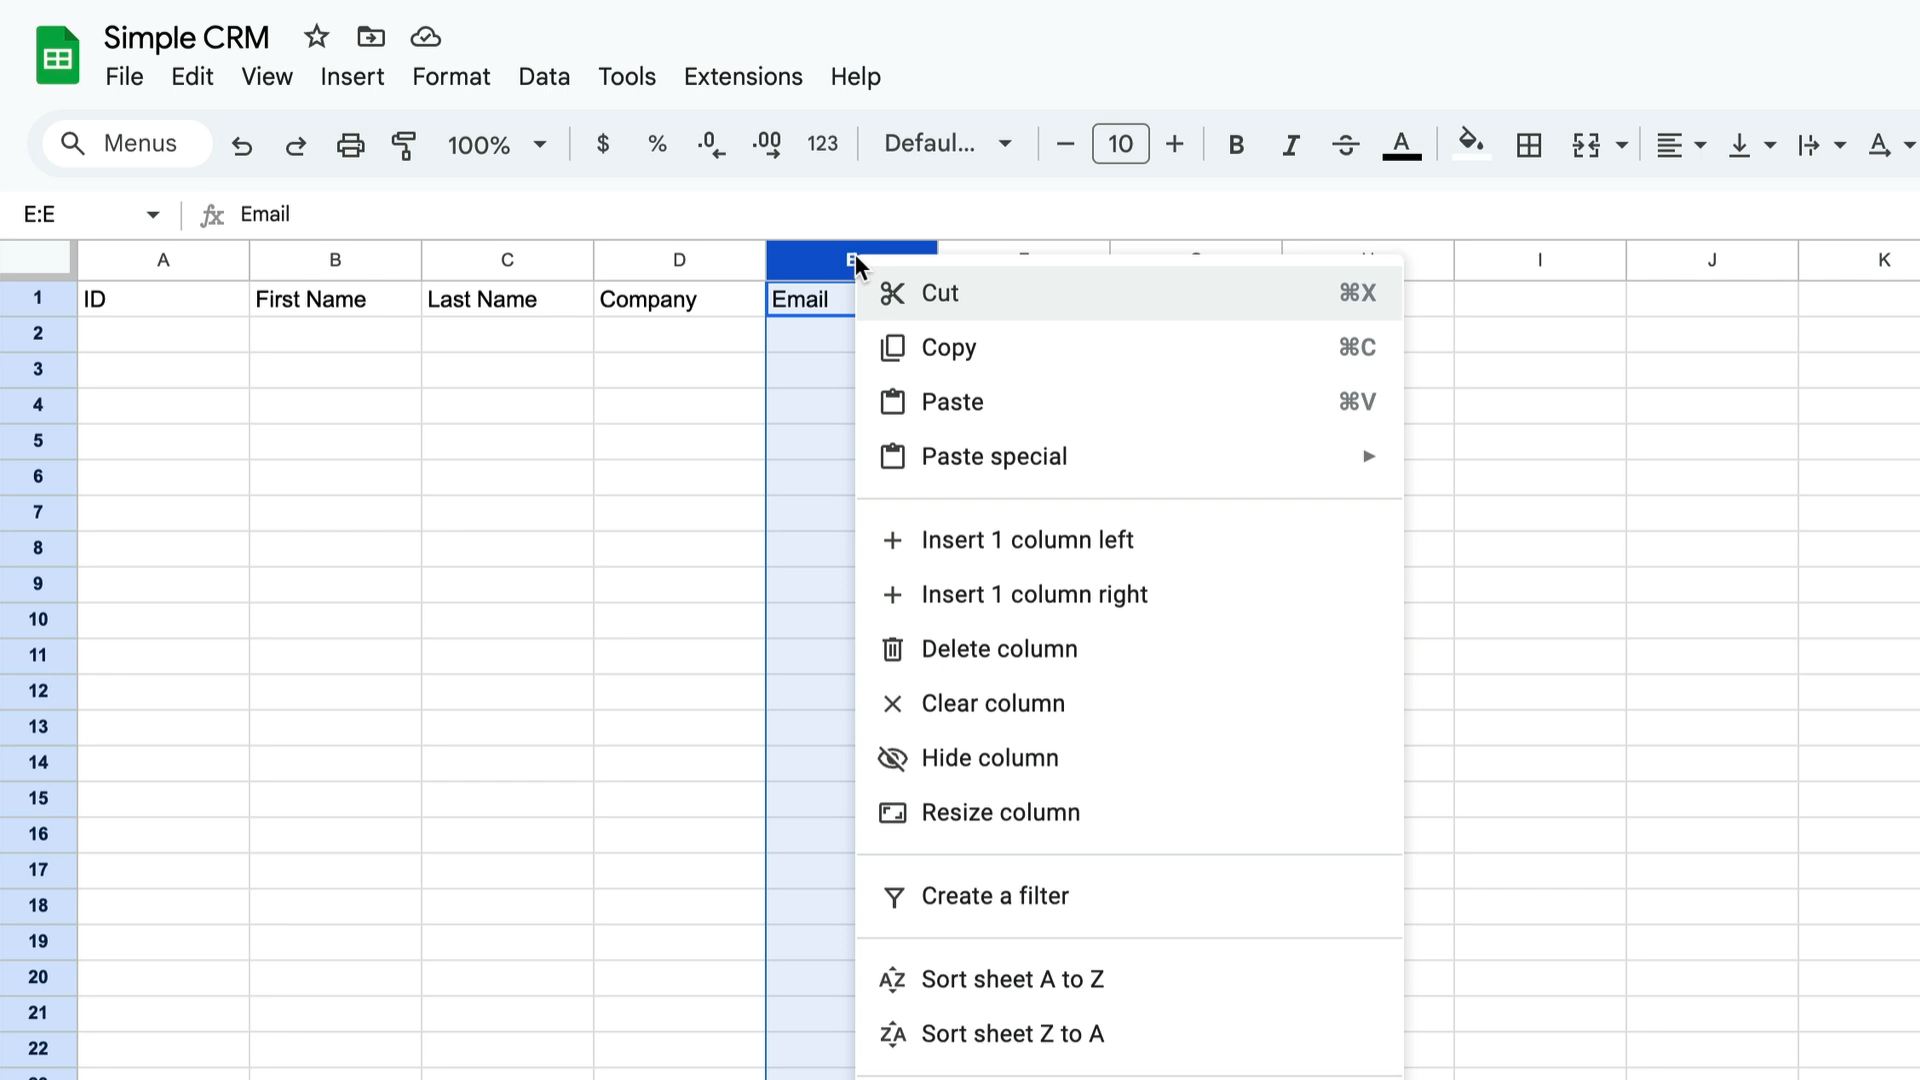 Simple CRM
File Edit View Insert Format Data Tools Extensions Help
Menus 100% $ % .0 .00 123 Defaul... 10 B I S A A
E:E fx Email
A B C D E I J K
1 ID First Name Last Name Company Email
2
3
4
5
6
7
8
9
10
11
12
13
14
15
16
17
18
19
20
21
22
Cut ⌘X
Copy ⌘C
Paste ⌘V
Paste special
Insert 1 column left
Insert 1 column right
Delete column
Clear column
Hide column
Resize column
Create a filter
Sort sheet A to Z
Sort sheet Z to A